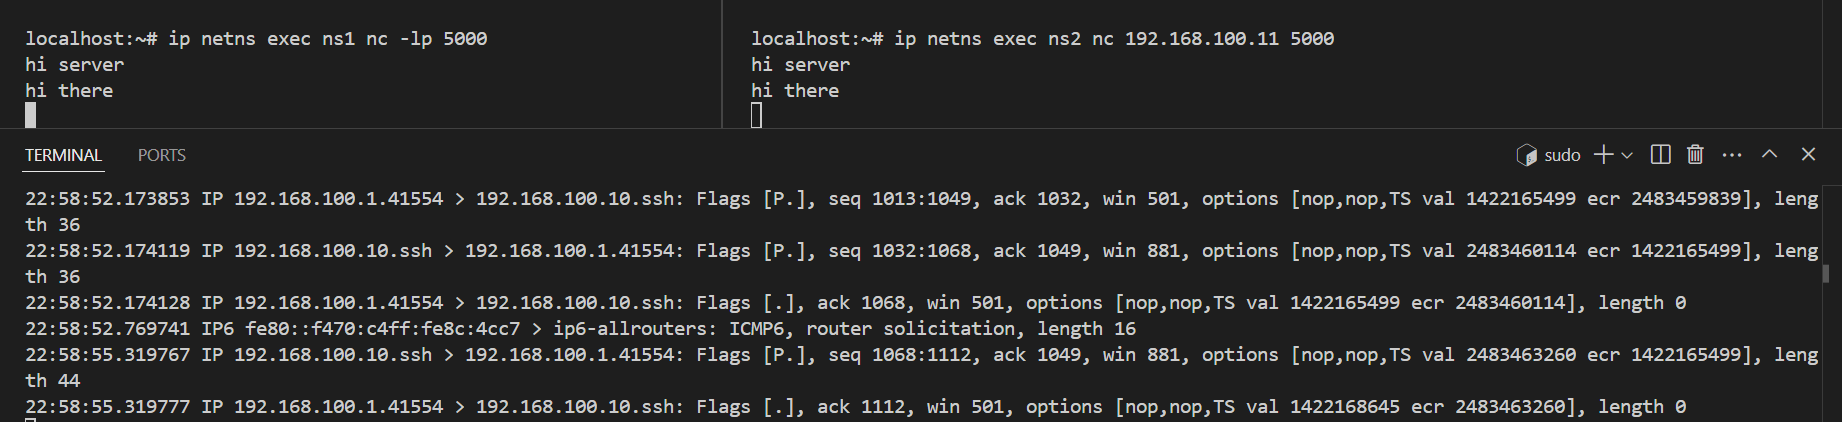 localhost:~# ip netns exec ns1 nc -lp 5000
hi server
hi there
localhost:~# ip netns exec ns2 nc 192.168.100.11 5000
hi server
hi there
TERMINAL PORTS sudo
22:58:52.173853 IP 192.168.100.1.41554 > 192.168.100.10.ssh: Flags [P.], seq 1013:1049, ack 1032, win 501, options [nop,nop,TS val 1422165499 ecr 2483459839], leng
th 36
22:58:52.174119 IP 192.168.100.10.ssh > 192.168.100.1.41554: Flags [P.], seq 1032:1068, ack 1049, win 881, options [nop,nop,TS val 2483460114 ecr 1422165499], leng
th 36
22:58:52.174128 IP 192.168.100.1.41554 > 192.168.100.10.ssh: Flags [.], ack 1068, win 501, options [nop,nop,TS val 1422165499 ecr 2483460114], length 0
22:58:52.769741 IP6 fe80::f470:c4ff:fe8c:4cc7 > ip6-allrouters: ICMP6, router solicitation, length 16
22:58:55.319767 IP 192.168.100.10.ssh > 192.168.100.1.41554: Flags [P.], seq 1068:1112, ack 1049, win 881, options [nop,nop,TS val 2483463260 ecr 1422165499], leng
th 44
22:58:55.319777 IP 192.168.100.1.41554 > 192.168.100.10.ssh: Flags [.], ack 1112, win 501, options [nop,nop,TS val 1422168645 ecr 2483463260], length 0